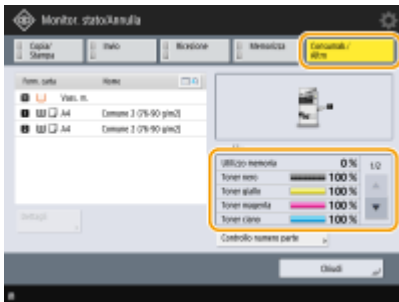 Monitor. stato/Annulla
Copia/
Stampa
Invio
Ricezione
Memorizza
Consumab./
Altro
Form. carta
Nome
Vass. m.
1 A4 Comune 2 (76-90 g/m2)
2 A4 Comune 2 (76-90 g/m2)
Dettagli
Utilizzo memoria 0 %
Toner nero 100 %
Toner giallo 100 %
Toner magenta 100 %
Toner ciano 100 %
1/2
Controllo numero parte
Chiudi